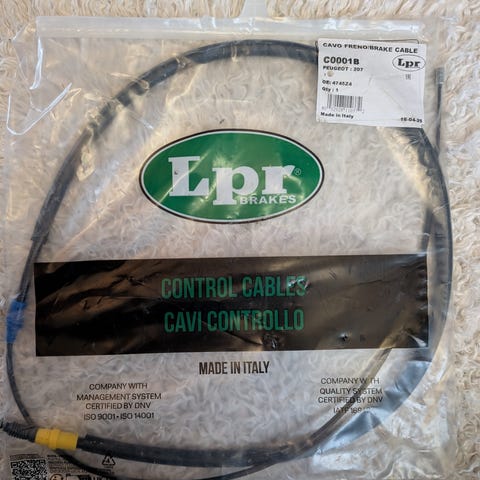 CAVO FRENO/BRAKE CABLE
C0001B
Lpr
PEUGEOT : 207
OE: 4745Z4
Qty : 1
Made in Italy
Lpr®
BRAKES
CONTROL CABLES
CAVI CONTROLLO
MADE IN ITALY
COMPANY WITH
MANAGEMENT SYSTEM
CERTIFIED BY DNV
ISO 9001 • ISO 14001
COMPANY WITH
QUALITY SYSTEM
CERTIFIED BY DNV
IATF